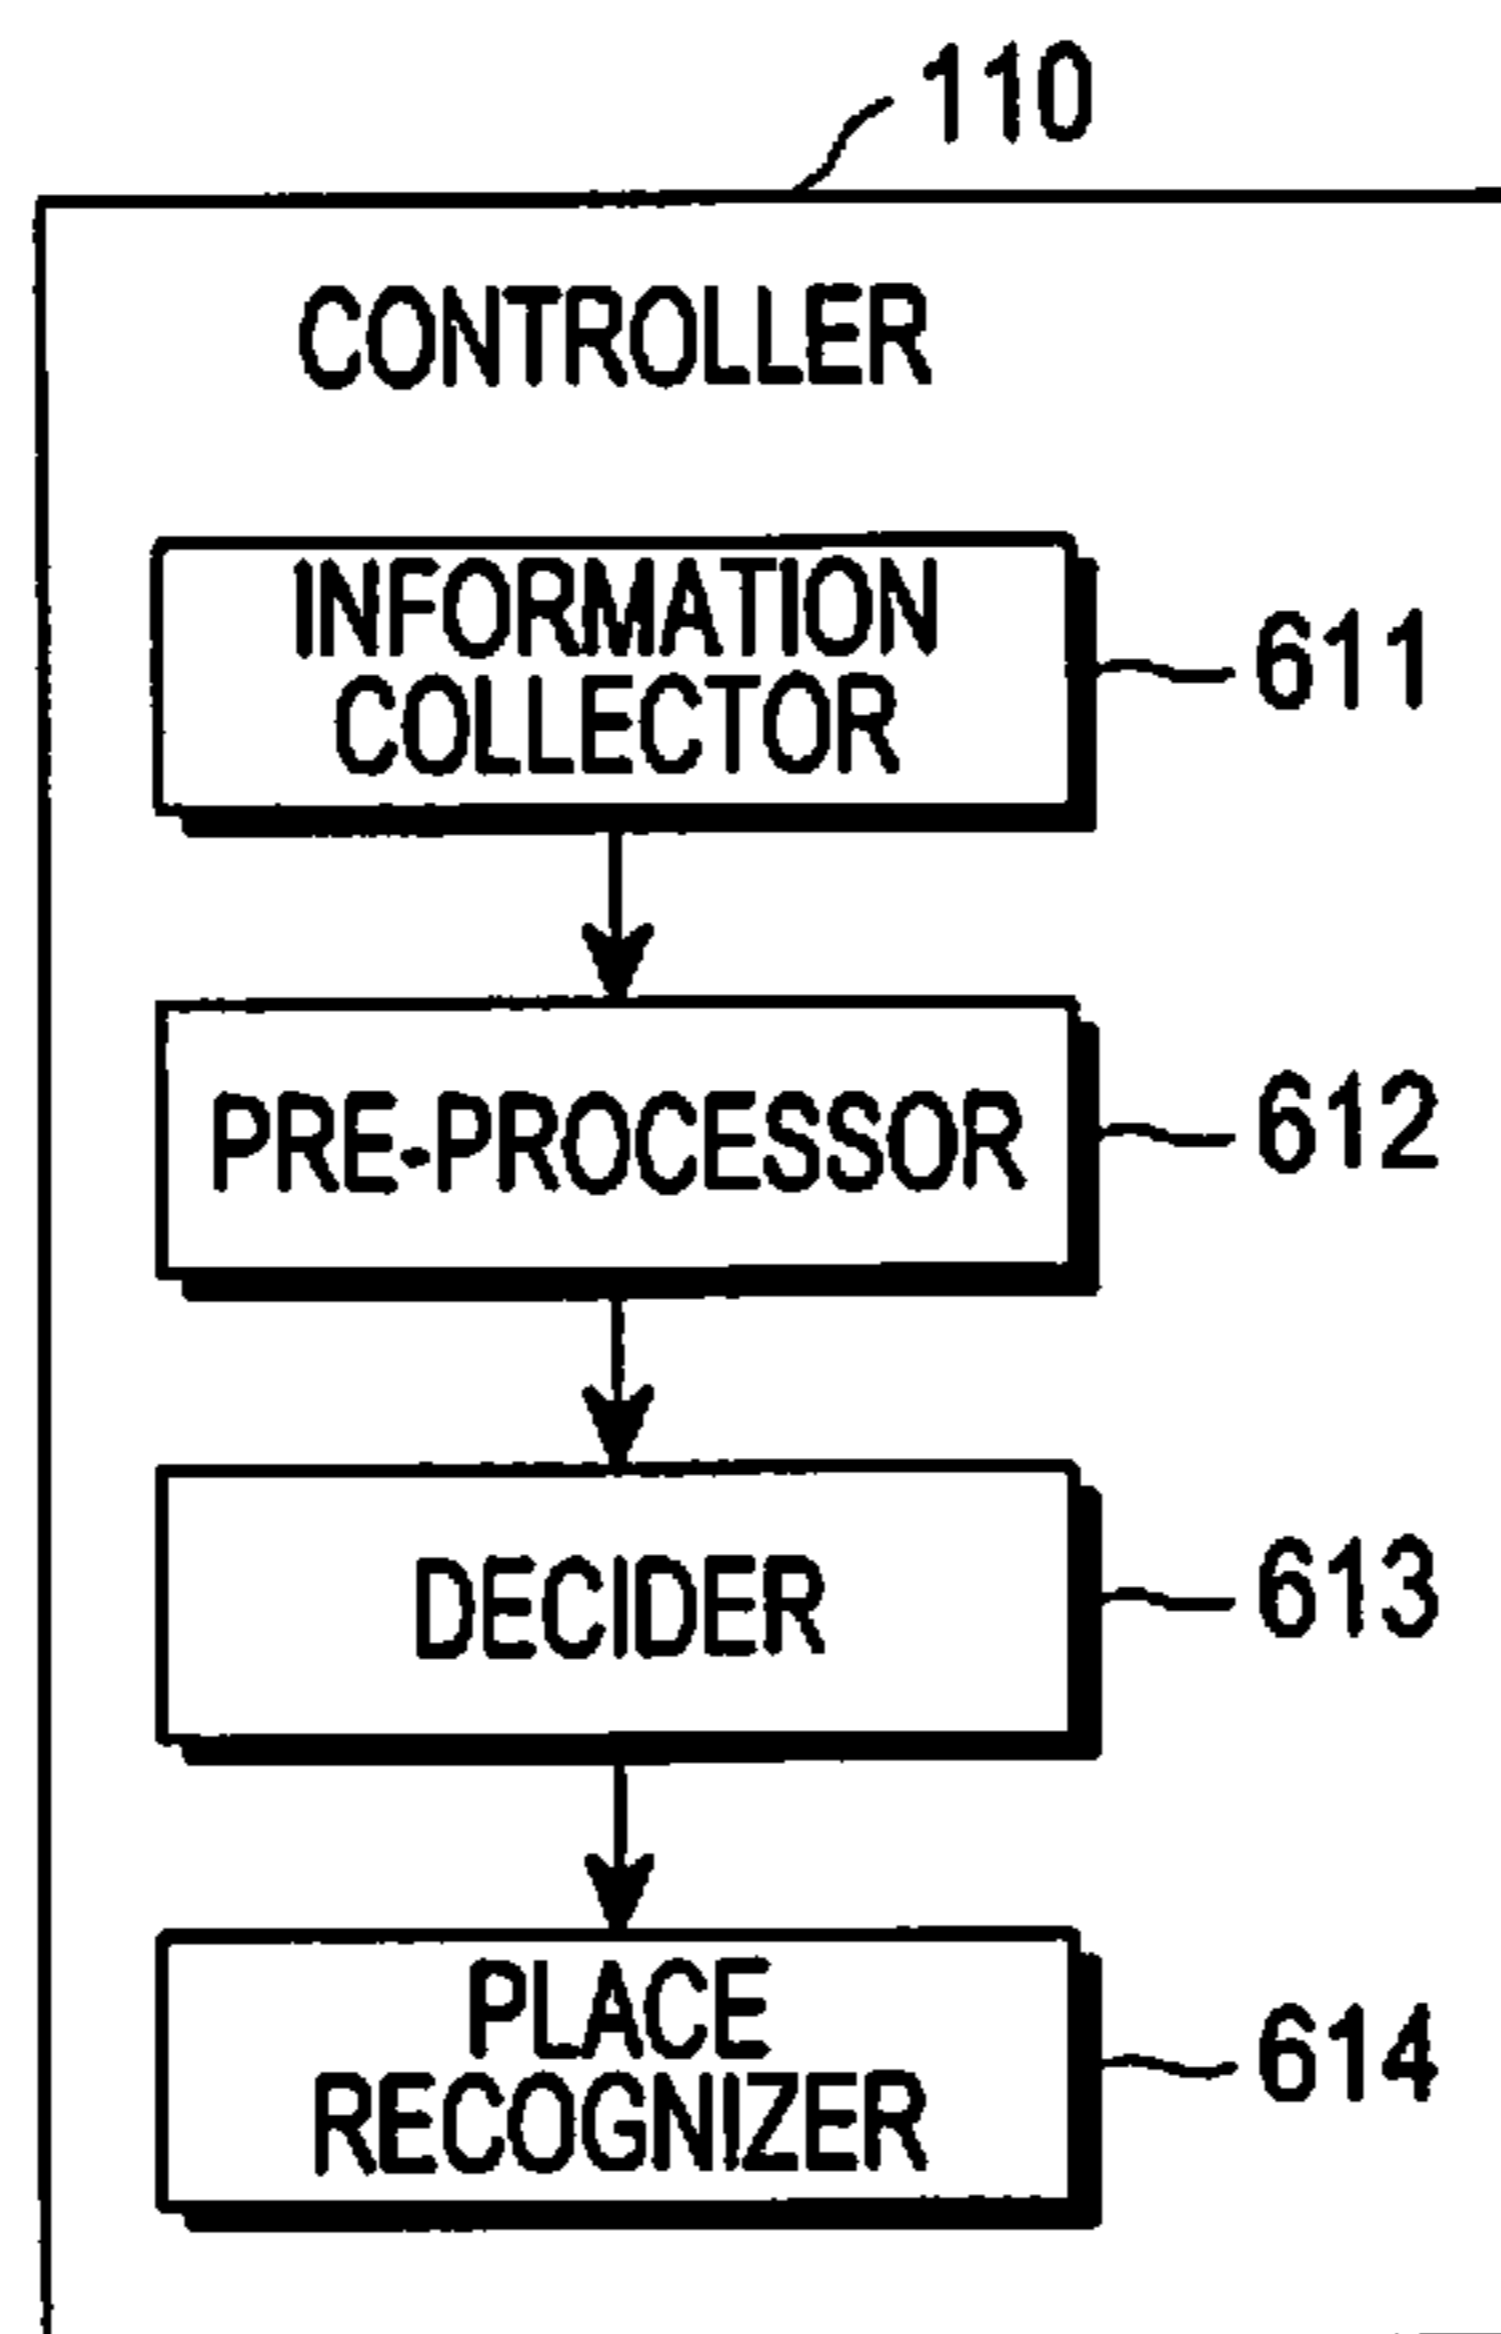 110
CONTROLLER
INFORMATION
COLLECTOR
611
PRE-PROCESSOR
612
DECIDER
613
PLACE
RECOGNIZER
614